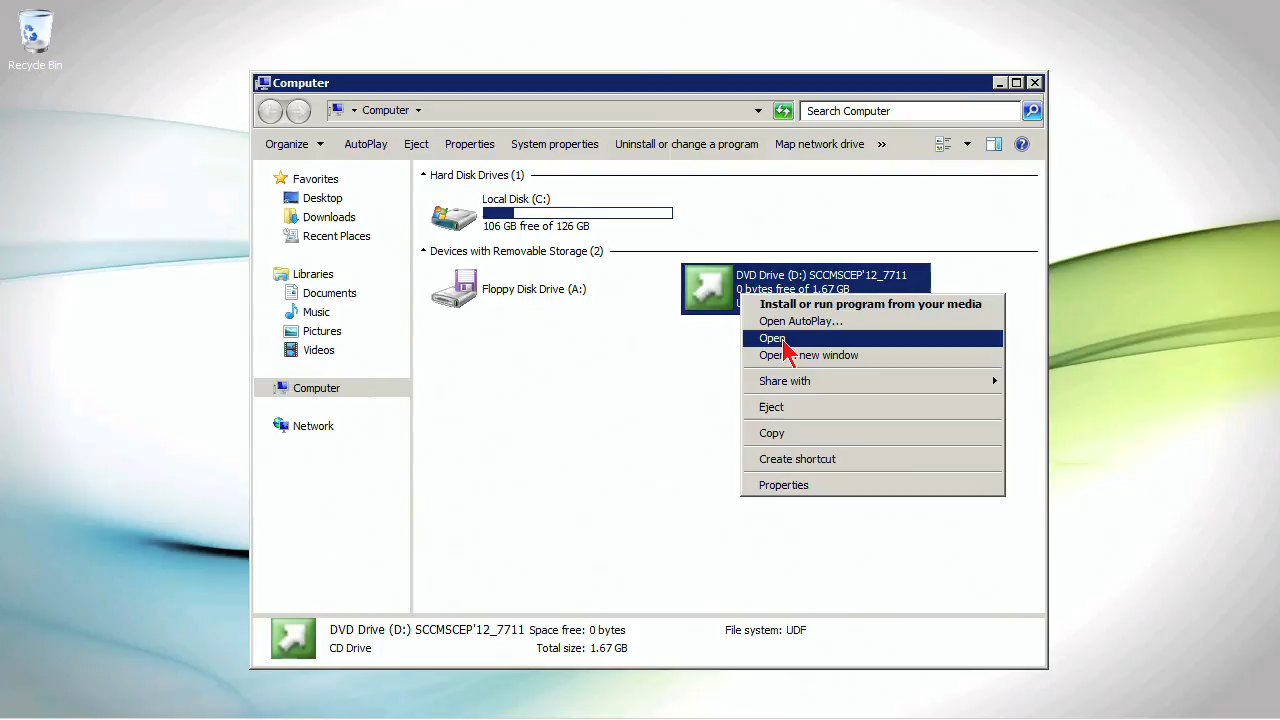 Recycle Bin
Computer
Computer
Search Computer
Organize AutoPlay Eject Properties System properties Uninstall or change a program Map network drive »
Favorites
Desktop
Downloads
Recent Places
Libraries
Documents
Music
Pictures
Videos
Computer
Network
Hard Disk Drives (1)
Local Disk (C:)
106 GB free of 126 GB
Devices with Removable Storage (2)
Floppy Disk Drive (A:)
DVD Drive (D:) SCCMSCEP'12_7711
0 bytes free of 1.67 GB
Install or run program from your media
Open AutoPlay...
Open
Open new window
Share with
Eject
Copy
Create shortcut
Properties
DVD Drive (D:) SCCMSCEP'12_7711 Space free: 0 bytes File system: UDF
CD Drive Total size: 1.67 GB